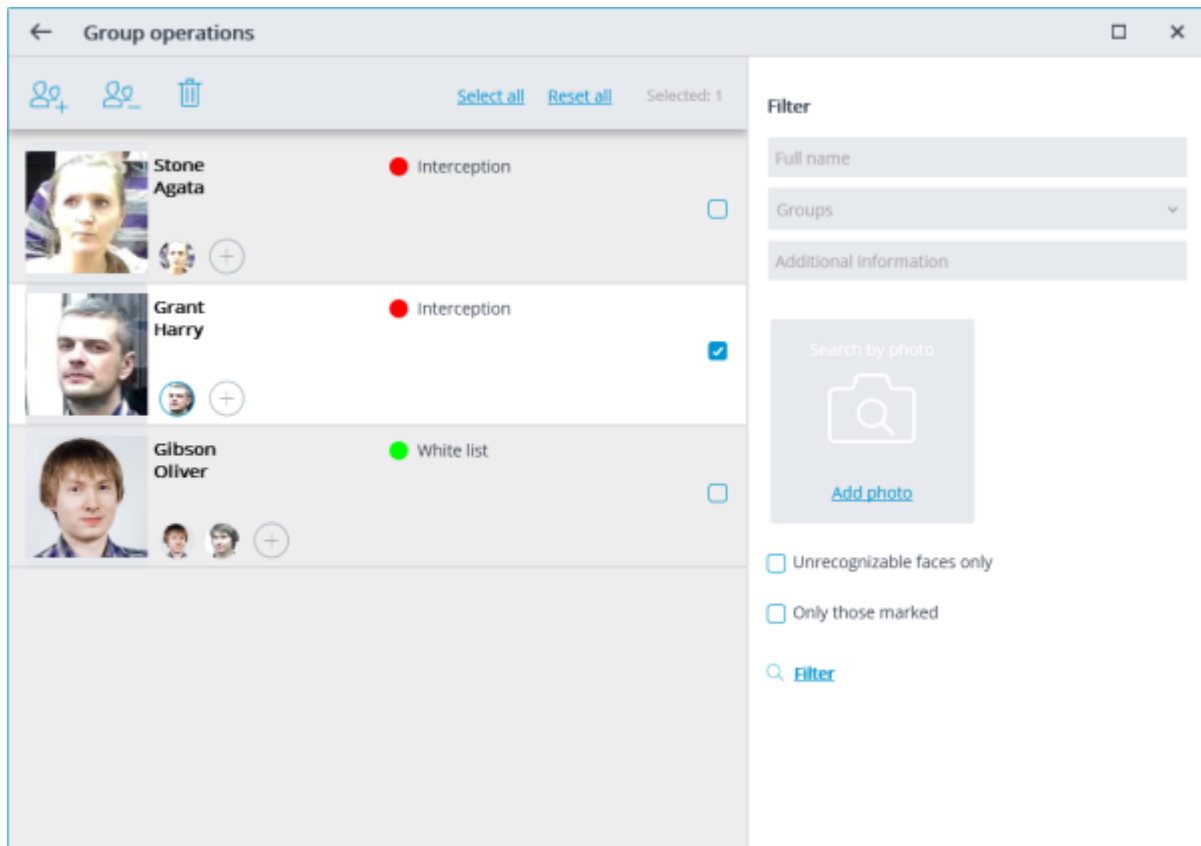 Group operations
Select all Reset all Selected: 1
Stone
Agata
Interception
Grant
Harry
Interception
Gibson
Oliver
White list
Filter
Full name
Groups
Additional information
Search by photo
Add photo
Unrecognizable faces only
Only those marked
Filter